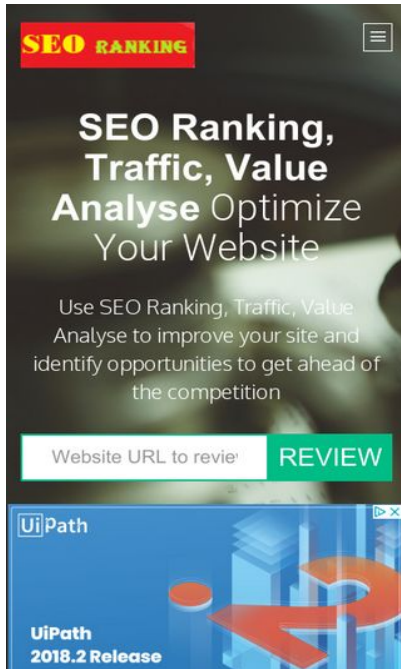 SEO RANKING
SEO Ranking,
Traffic, Value
Analyse Optimize
Your Website
Use SEO Ranking, Traffic, Value
Analyse to improve your site and
identify opportunities to get ahead of
the competition
Website URL to review
REVIEW
UiPath
UiPath
2018.2 Release